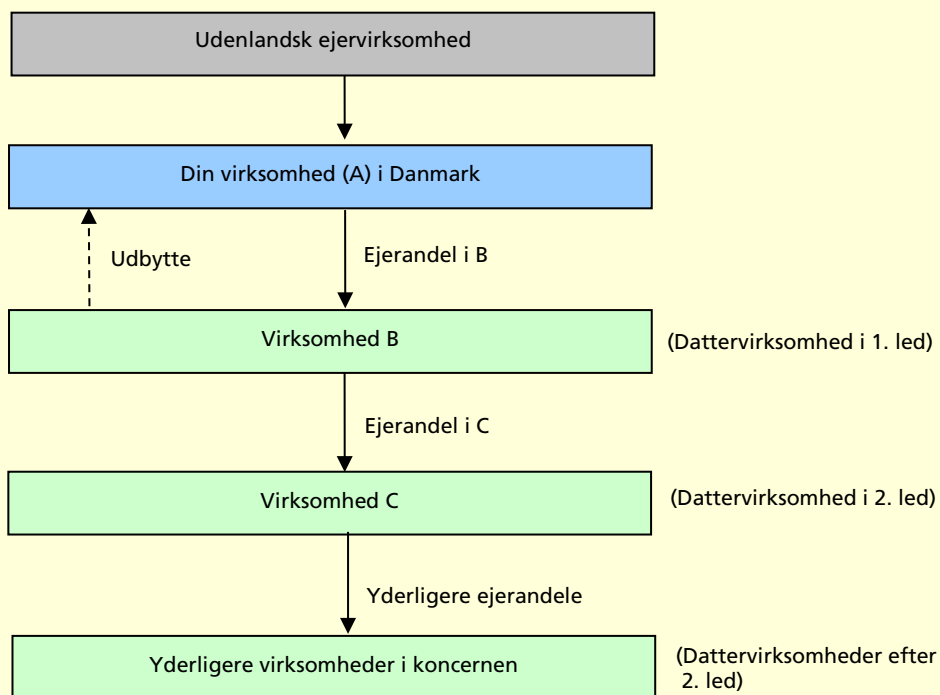 Udenlandsk ejervirksomhed
Din virksomhed (A) i Danmark
Udbytte
Ejerandel i B
Virksomhed B
(Dattervirksomhed i 1. led)
Ejerandel i C
Virksomhed C
(Dattervirksomhed i 2. led)
Yderligere ejerandele
Yderligere virksomheder i koncernen
(Dattervirksomheder efter
2. led)